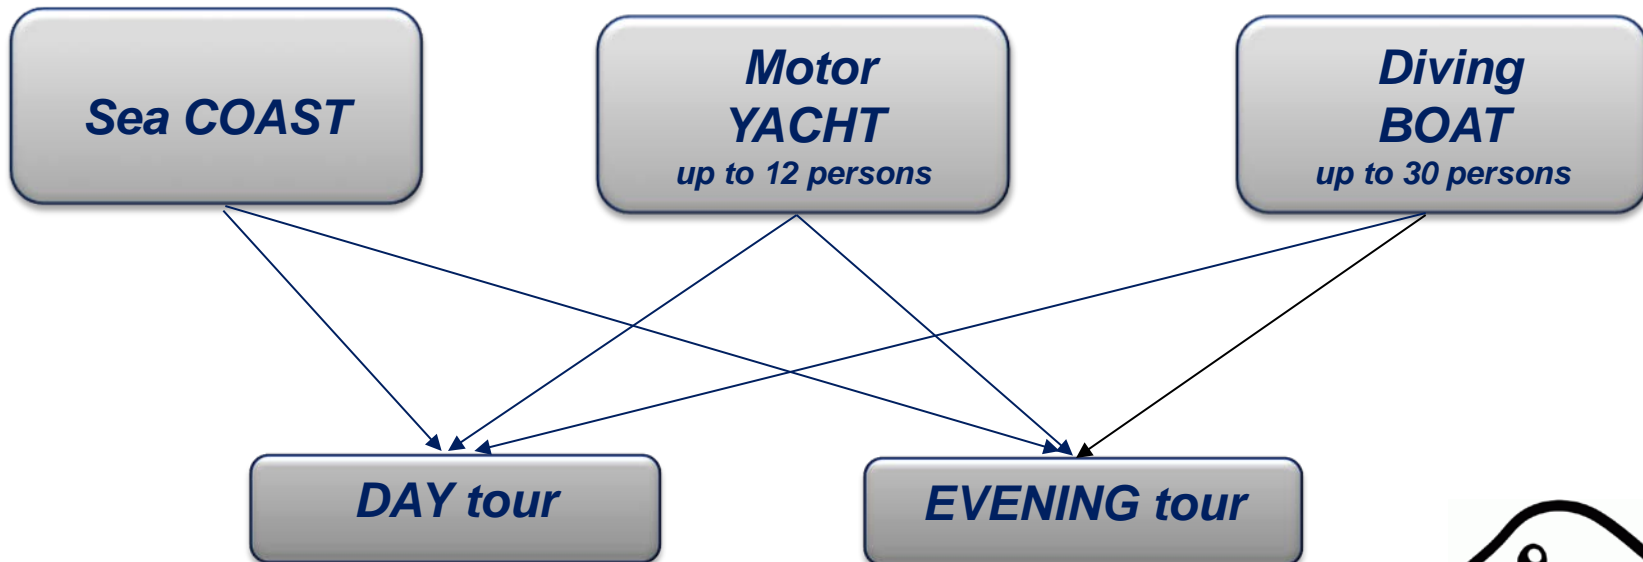 Sea COAST
Motor
YACHT
up to 12 persons
Diving
BOAT
up to 30 persons
DAY tour
EVENING tour